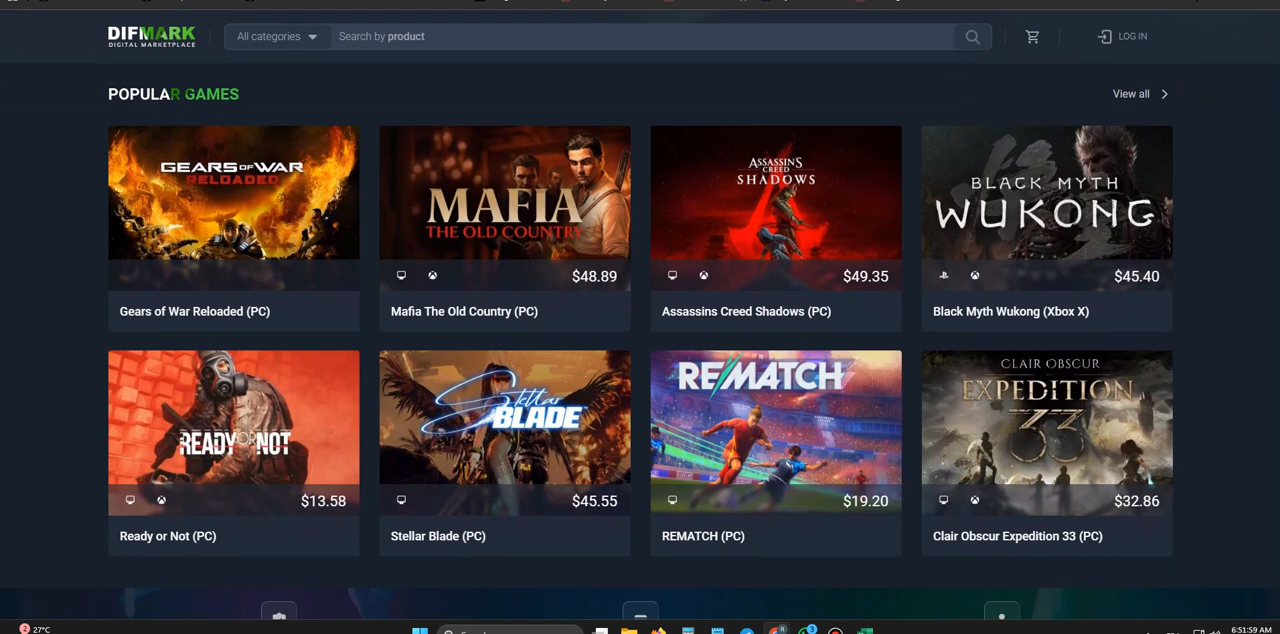 DIFMARK
DIGITAL MARKETPLACE
All categories
Search by product
LOG IN
POPULAR GAMES
View all
GEARS OF WAR
RELOADED
MAFIA
THE OLD COUNTRY
ASSASSIN'S
CREED
SHADOWS
BLACK MYTH
WUKONG
$48.89
$49.35
$45.40
Gears of War Reloaded (PC)
Mafia The Old Country (PC)
Assassins Creed Shadows (PC)
Black Myth Wukong (Xbox X)
READY OR NOT
Stellar
BLADE
REMATCH
CLAIR OBSCUR
EXPEDITION
33
$13.58
$45.55
$19.20
$32.86
Ready or Not (PC)
Stellar Blade (PC)
REMATCH (PC)
Clair Obscur Expedition 33 (PC)
2
27°C
3
6:51:59 AM